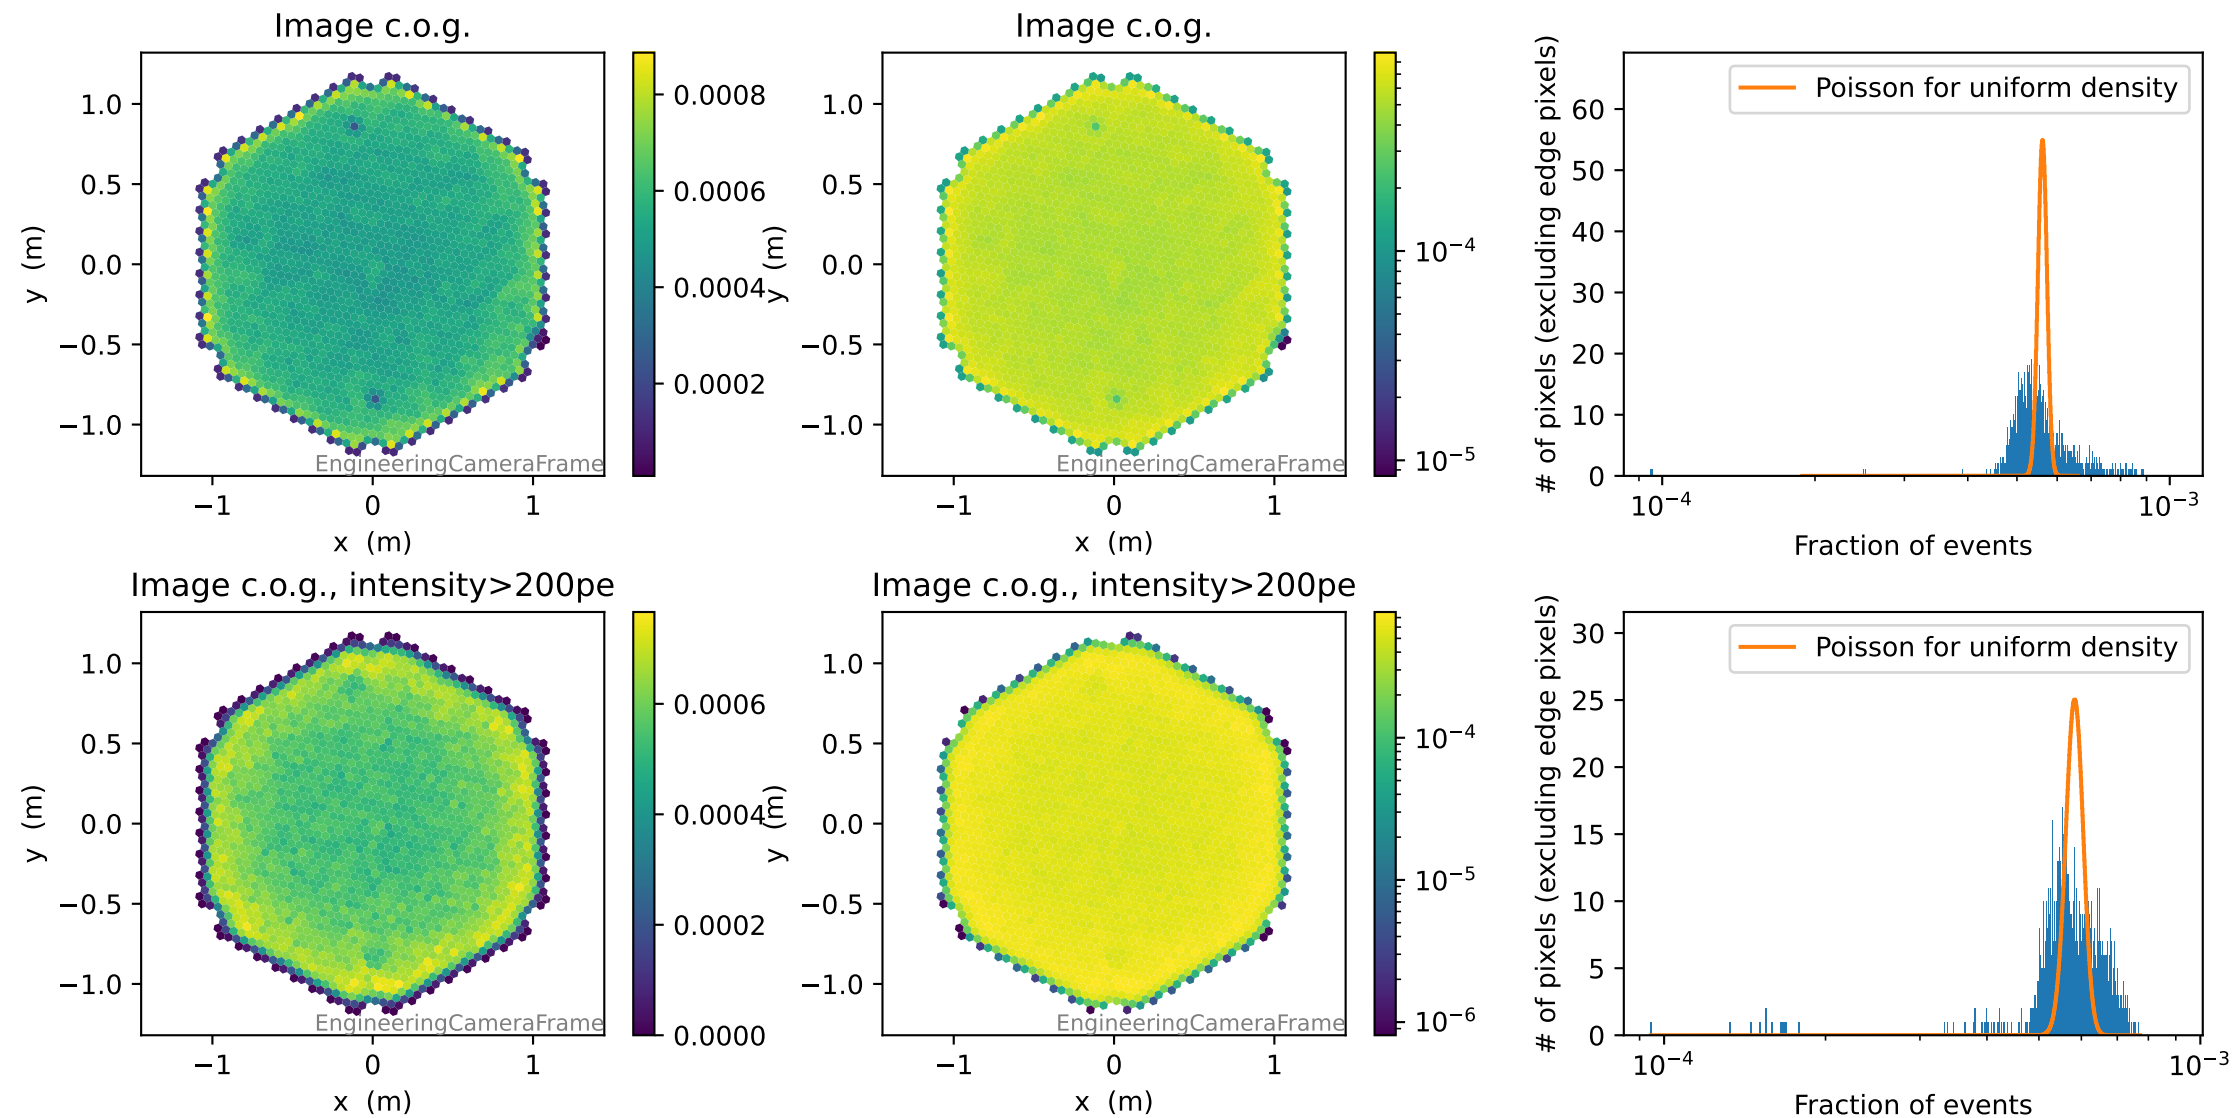 Image c.o.g.
y (m)
1.0
0.5
0.0
−0.5
−1.0
−1
0
1
x (m)
EngineeringCameraFrame
0.0008
0.0006
0.0004
0.0002
Image c.o.g.
y (m)
1.0
0.5
0.0
−0.5
−1.0
−1
0
1
x (m)
EngineeringCameraFrame
10⁻⁴
10⁻⁵
# of pixels (excluding edge pixels)
60
50
40
30
20
10
0
Poisson for uniform density
10⁻⁴
10⁻³
Fraction of events
Image c.o.g., intensity>200pe
y (m)
1.0
0.5
0.0
−0.5
−1.0
−1
0
1
x (m)
EngineeringCameraFrame
0.0006
0.0004
0.0002
0.0000
Image c.o.g., intensity>200pe
y (m)
1.0
0.5
0.0
−0.5
−1.0
−1
0
1
x (m)
EngineeringCameraFrame
10⁻⁴
10⁻⁵
10⁻⁶
# of pixels (excluding edge pixels)
30
25
20
15
10
5
0
Poisson for uniform density
10⁻⁴
10⁻³
Fraction of events